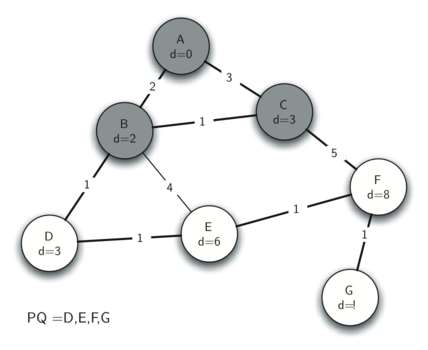 A
d=0
2
3
B
d=2
1
C
d=3
5
1
4
F
d=8
D
d=3
1
E
d=6
1
1
G
d=!
PQ =D,E,F,G